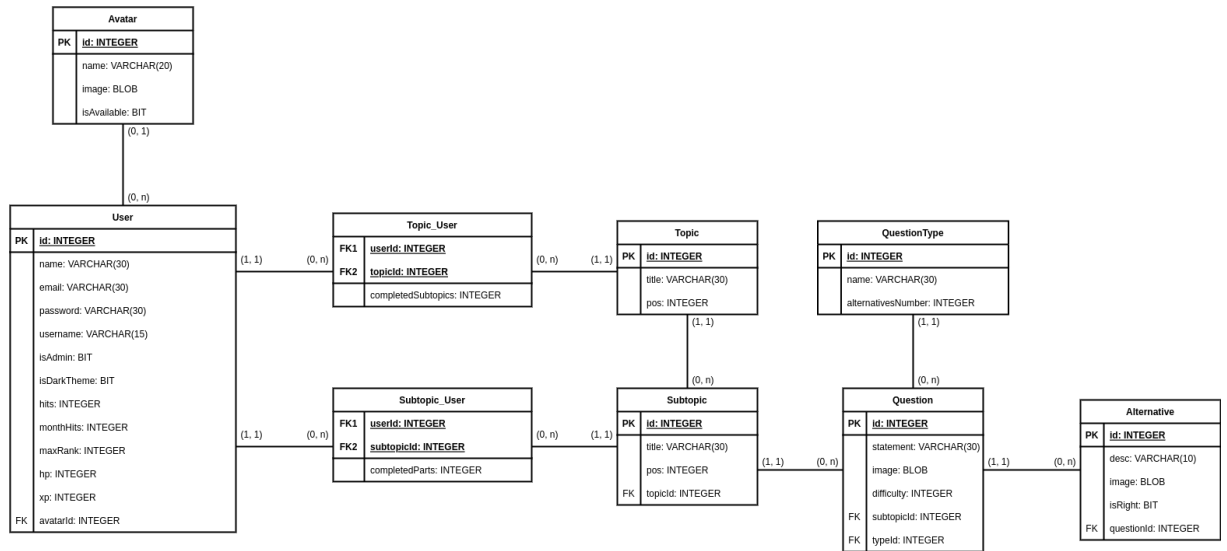 Avatar
PK id: INTEGER
name: VARCHAR(20)
image: BLOB
isAvailable: BIT
(0, 1)
(0, n)
User
PK id: INTEGER
name: VARCHAR(30)
email: VARCHAR(30)
password: VARCHAR(30)
username: VARCHAR(15)
isAdmin: BIT
isDarkTheme: BIT
hits: INTEGER
monthHits: INTEGER
maxRank: INTEGER
hp: INTEGER
xp: INTEGER
FK avatarId: INTEGER
(1, 1)
(0, n)
Topic_User
FK1 userId: INTEGER
FK2 topicId: INTEGER
completedSubtopics: INTEGER
(0, n)
(1, 1)
Topic
PK id: INTEGER
title: VARCHAR(30)
pos: INTEGER
(1, 1)
(0, n)
QuestionType
PK id: INTEGER
name: VARCHAR(30)
alternativesNumber: INTEGER
(1, 1)
(0, n)
(1, 1)
(0, n)
Subtopic_User
FK1 userId: INTEGER
FK2 subtopicId: INTEGER
completedParts: INTEGER
(0, n)
(1, 1)
Subtopic
PK id: INTEGER
title: VARCHAR(30)
pos: INTEGER
FK topicId: INTEGER
(1, 1)
(0, n)
Question
PK id: INTEGER
statement: VARCHAR(30)
image: BLOB
difficulty: INTEGER
FK subtopicId: INTEGER
FK typeId: INTEGER
(1, 1)
(0, n)
Alternative
PK id: INTEGER
desc: VARCHAR(10)
image: BLOB
isRight: BIT
FK questionId: INTEGER